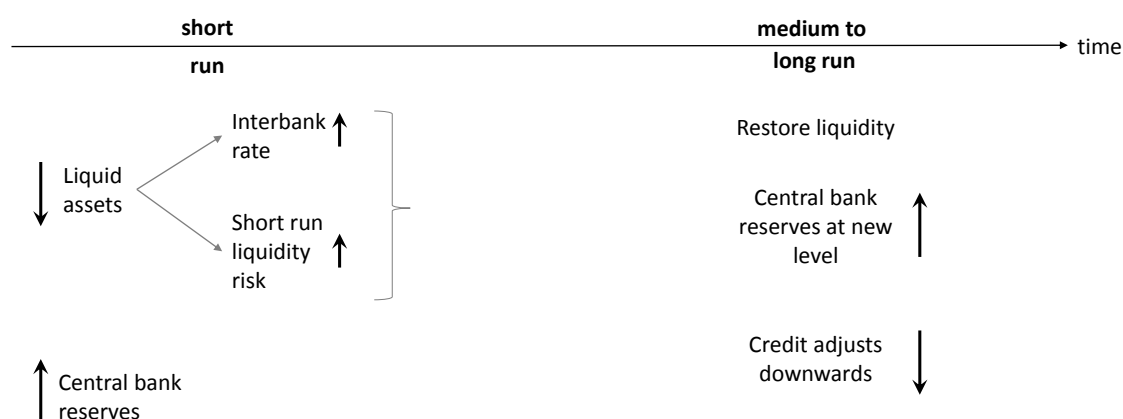 short
run
medium to
long run
time
Liquid
assets
Interbank
rate
Short run
liquidity
risk
Central bank
reserves
Restore liquidity
Central bank
reserves at new
level
Credit adjusts
downwards